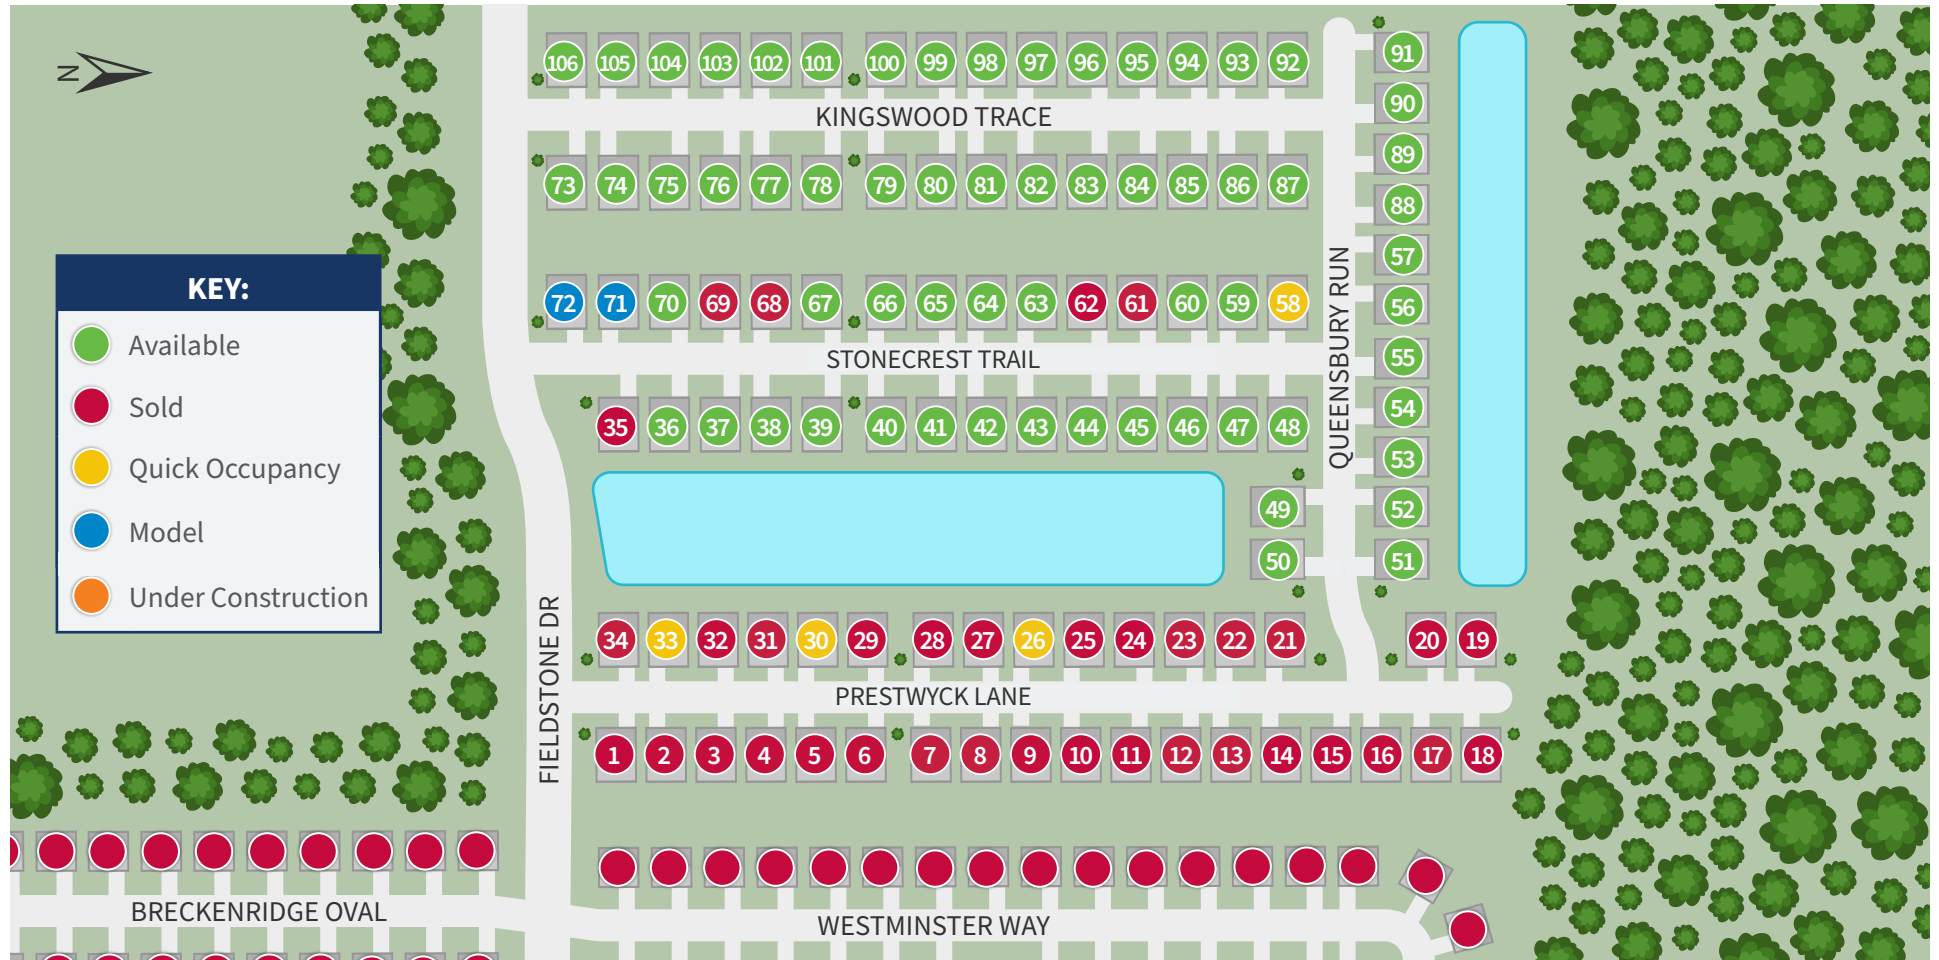 N
106 105 104 103 102 101 100 99 98 97 96 95 94 93 92
91
KINGSWOOD TRACE
90
89
73 74 75 76 77 78 79 80 81 82 83 84 85 86 87
88
57
72 71 70 69 68 67 66 65 64 63 62 61 60 59 58
56
STONECREST TRAIL
55
QUEENSBURY RUN
54
35 36 37 38 39 40 41 42 43 44 45 46 47 48
53
49
52
50
51
KEY:
Available
Sold
Quick Occupancy
Model
Under Construction
34 33 32 31 30 29 28 27 26 25 24 23 22 21 20 19
FIELDSTONE DR
PRESTWYCK LANE
1 2 3 4 5 6 7 8 9 10 11 12 13 14 15 16 17 18
BRECKENRIDGE OVAL
WESTMINSTER WAY